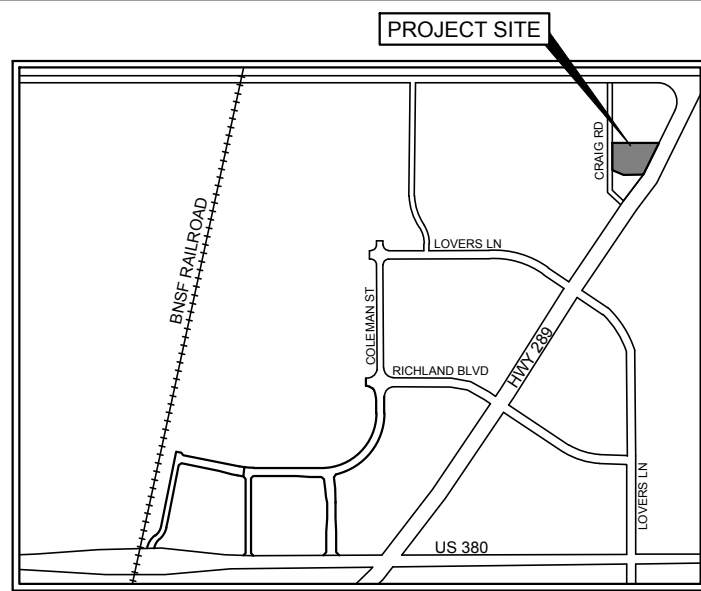 PROJECT SITE
CRAIG RD
BNSF RAILROAD
LOVERS LN
COLEMAN ST
HWY 289
RICHLAND BLVD
LOVERS LN
US 380